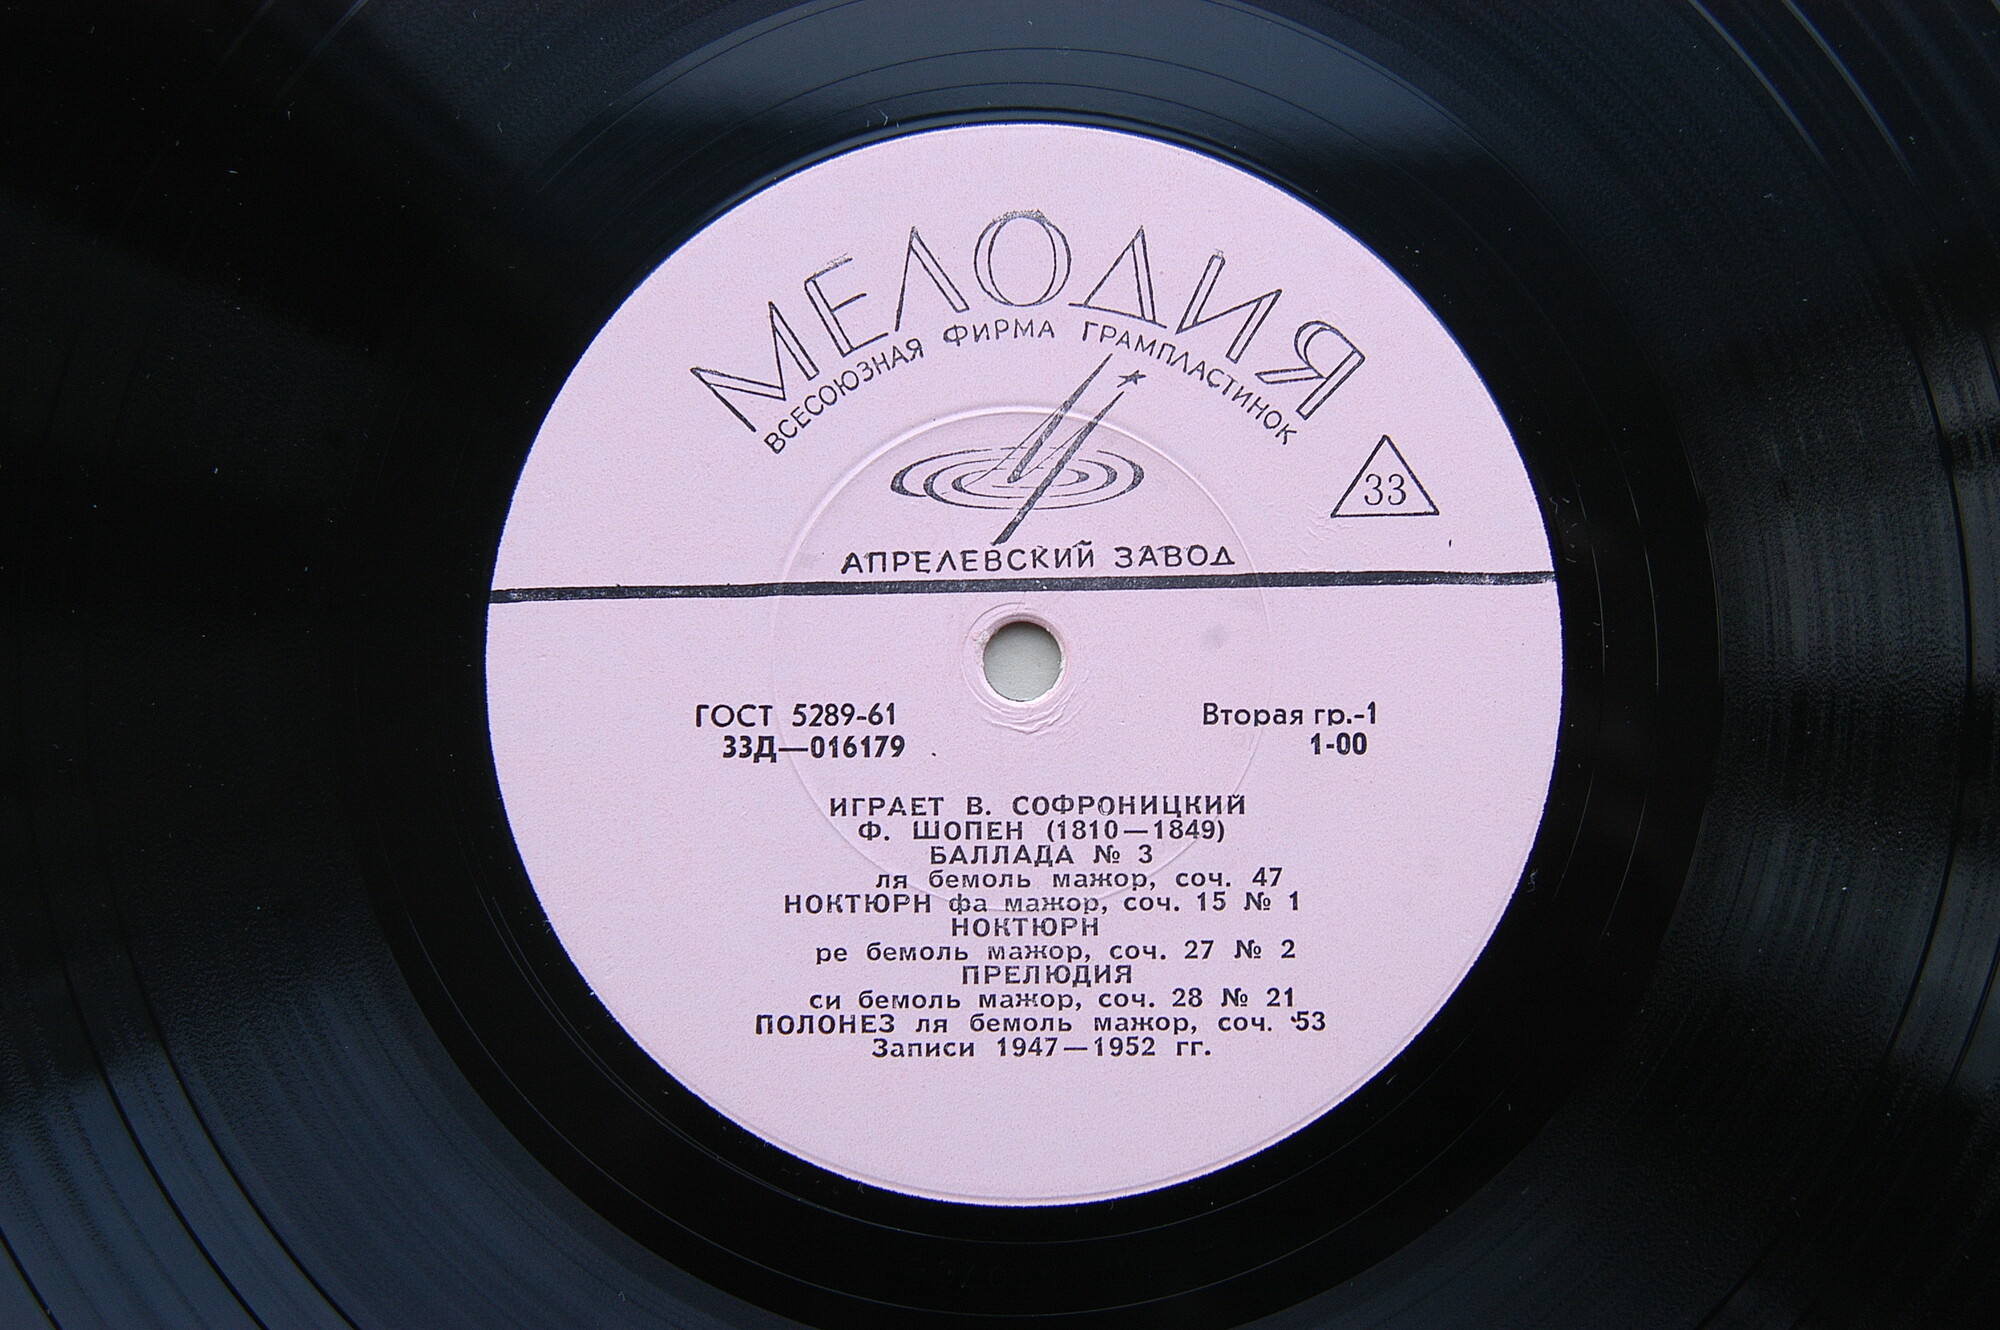 МЕЛОДИЯ
ВСЕСОЮЗНАЯ ФИРМА ГРАМПЛАСТИНОК
33
АПРЕЛЕВСКИЙ ЗАВОД
ГОСТ 5289-61 Вторая гр.-1
33Д—016179 1-00
ИГРАЕТ В. СОФРОНИЦКИЙ
Ф. ШОПЕН (1810—1849)
БАЛЛАДА № 3
ля бемоль мажор, соч. 47
НОКТЮРН фа мажор, соч. 15 № 1
НОКТЮРН
ре бемоль мажор, соч. 27 № 2
ПРЕЛЮДИЯ
си бемоль мажор, соч. 28 № 21
ПОЛОНЕЗ ля бемоль мажор, соч. 53
Записи 1947—1952 гг.